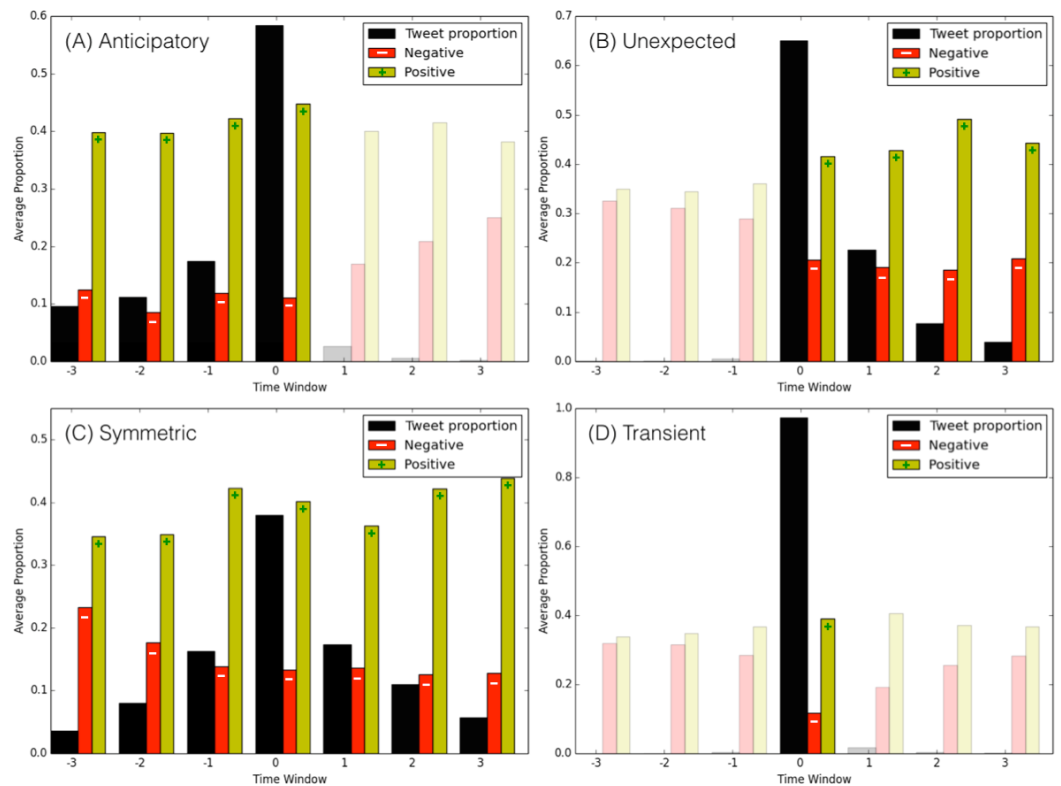 (A) Anticipatory
Tweet proportion
Negative
Positive
Average Proportion
0.6
0.5
0.4
0.3
0.2
0.1
0.0
-3 -2 -1 0 1 2 3
Time Window
(B) Unexpected
Tweet proportion
Negative
Positive
Average Proportion
0.7
0.6
0.5
0.4
0.3
0.2
0.1
0.0
-3 -2 -1 0 1 2 3
Time Window
(C) Symmetric
Tweet proportion
Negative
Positive
Average Proportion
0.5
0.4
0.3
0.2
0.1
0.0
-3 -2 -1 0 1 2 3
Time Window
(D) Transient
Tweet proportion
Negative
Positive
Average Proportion
1.0
0.8
0.6
0.4
0.2
0.0
-3 -2 -1 0 1 2 3
Time Window